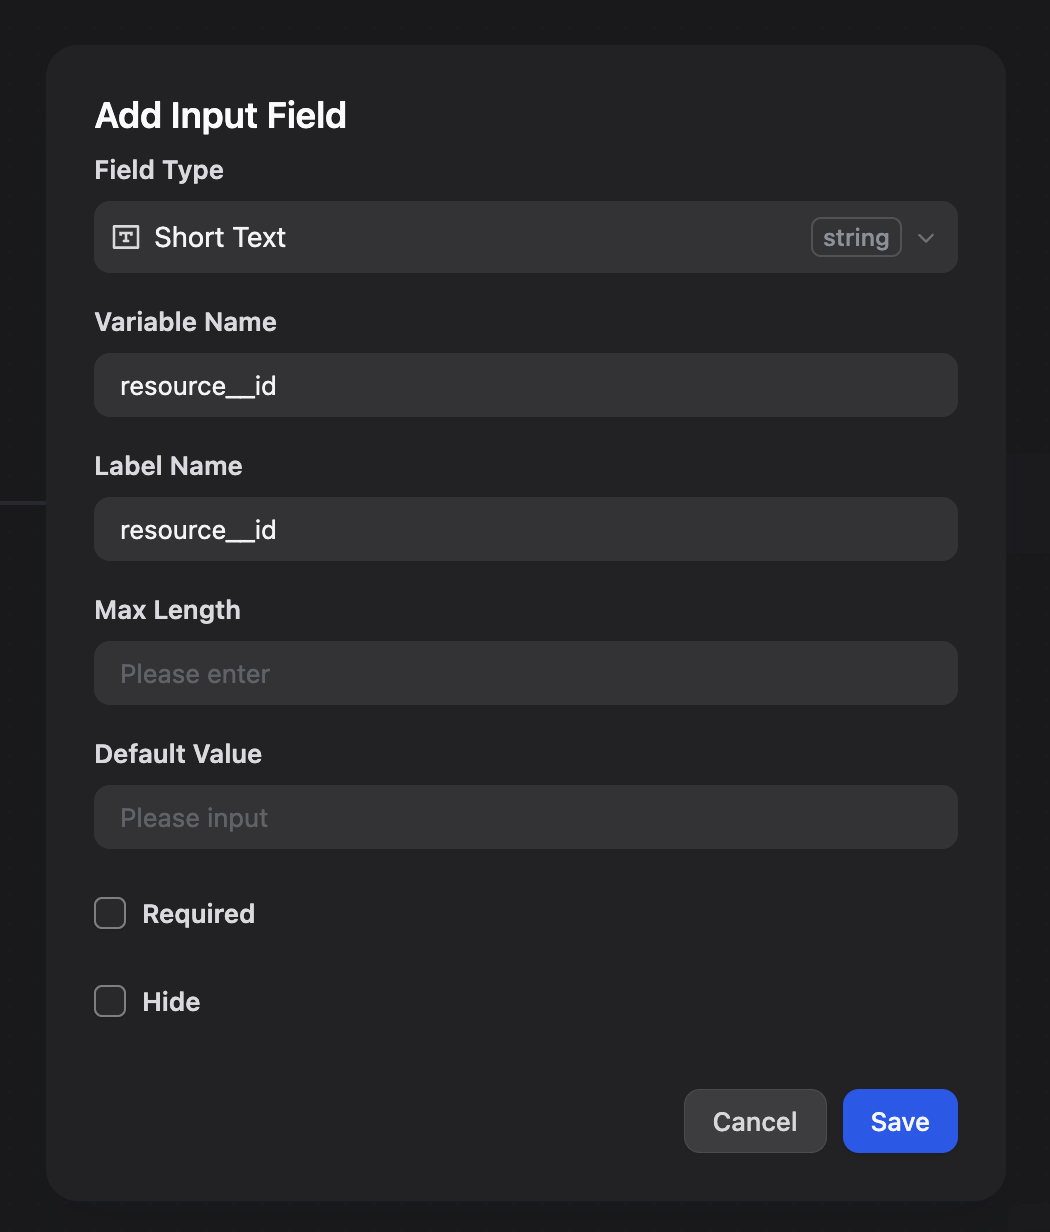 Add Input Field
Field Type
Short Text string
Variable Name
resource__id
Label Name
resource__id
Max Length
Please enter
Default Value
Please input
Required
Hide
Cancel Save